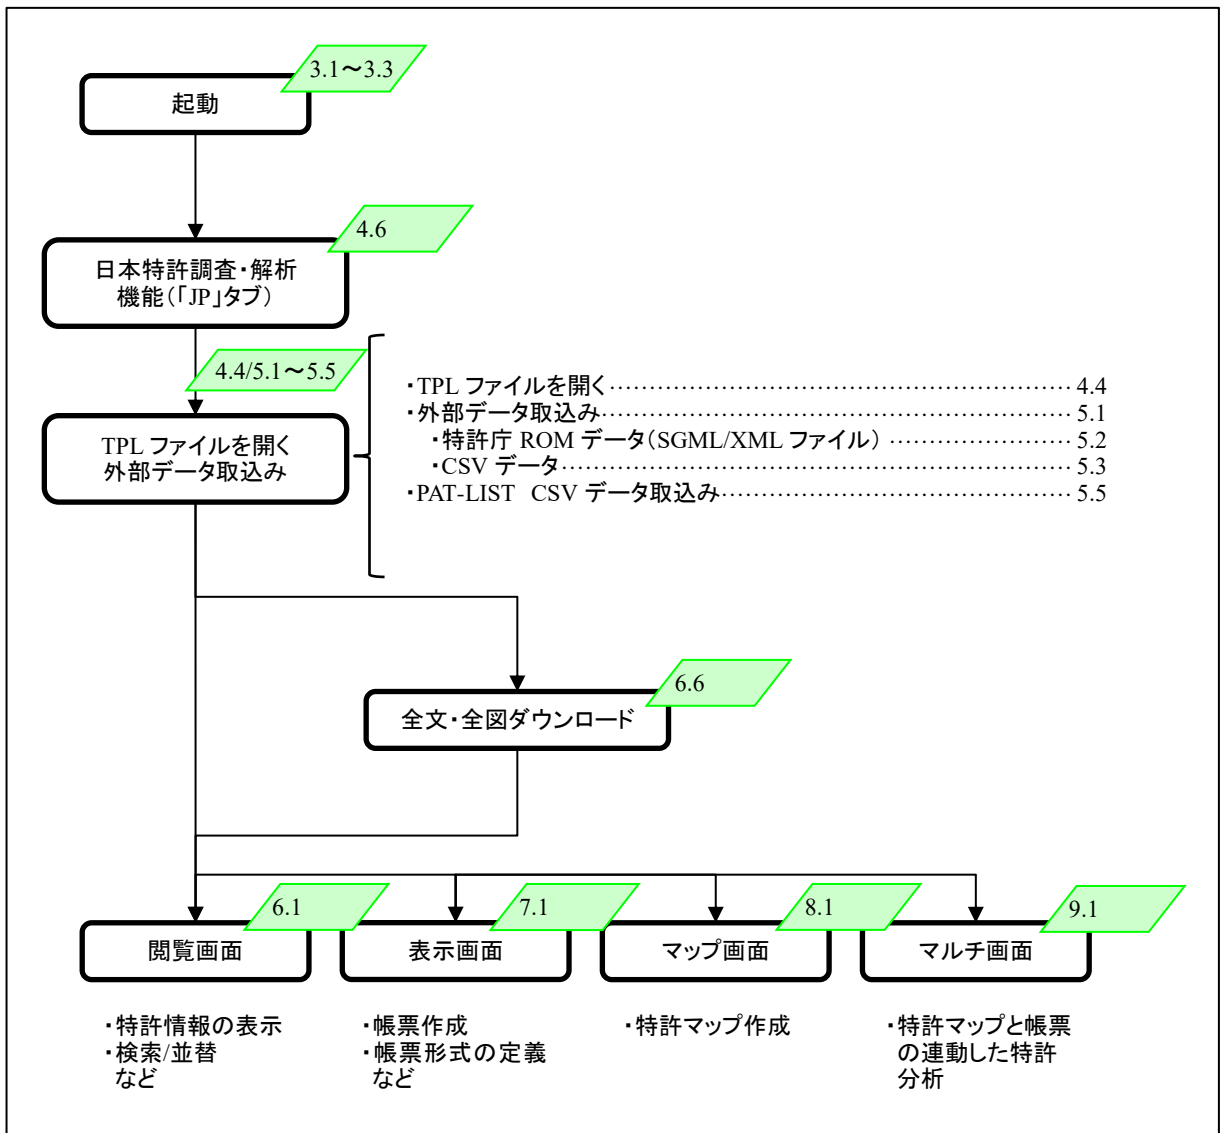 3.1～3.3
起動
4.6
日本特許調査・解析
機能（「JP」タブ）
4.4/5.1～5.5
TPL ファイルを開く
外部データ取込み
・TPL ファイルを開く………………………………………………… 4.4
・外部データ取込み………………………………………………… 5.1
・特許庁 ROM データ（SGML/XML ファイル）…………………… 5.2
・CSV データ……………………………………………………… 5.3
・PAT-LIST CSV データ取込み…………………………………… 5.5
6.6
全文・全図ダウンロード
6.1
閲覧画面
7.1
表示画面
8.1
マップ画面
9.1
マルチ画面
・特許情報の表示
・検索/並替
など
・帳票作成
・帳票形式の定義
など
・特許マップ作成
・特許マップと帳票
の連動した特許
分析